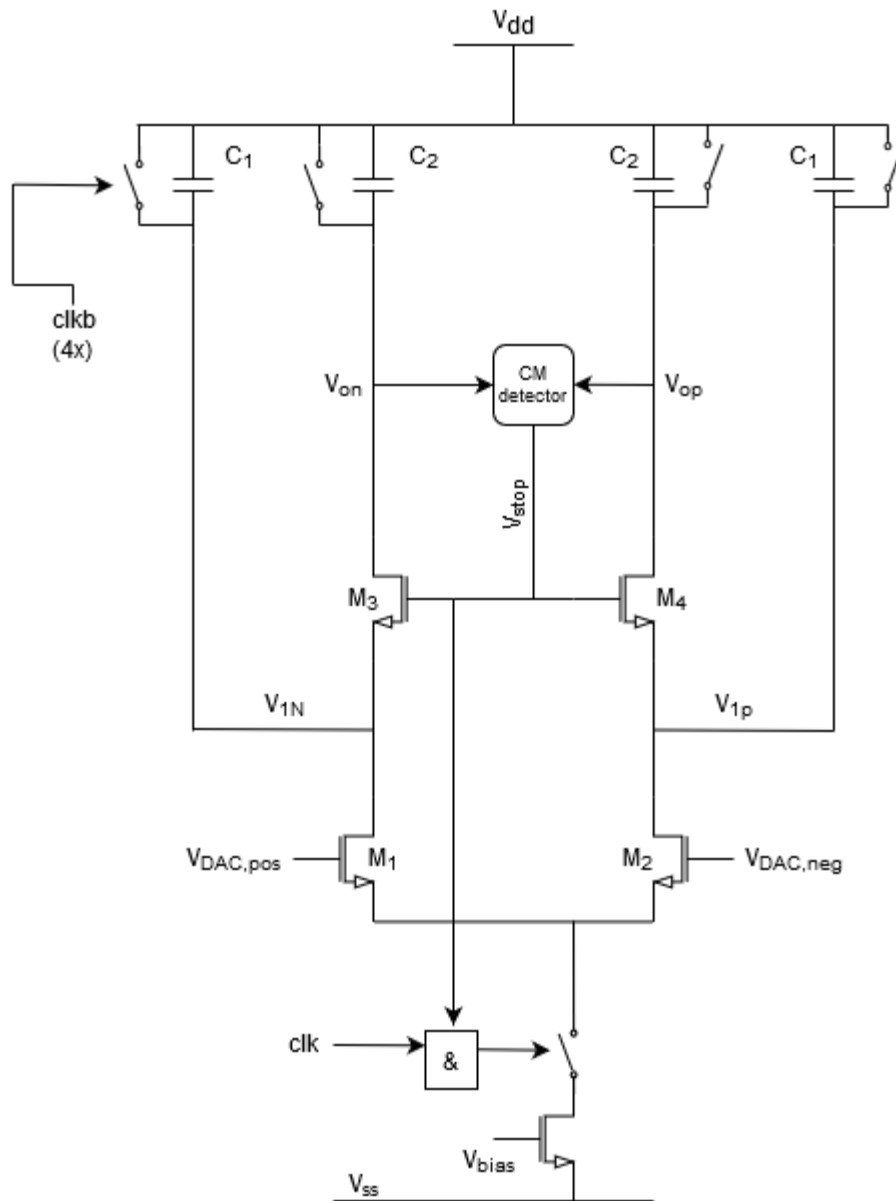 Vdd
C1
C2
C2
C1
clkb
(4x)
Von
CM
detector
Vop
Vstop
M3
M4
V1N
V1p
VDAC,pos
M1
M2
VDAC,neg
clk
&
Vbias
Vss